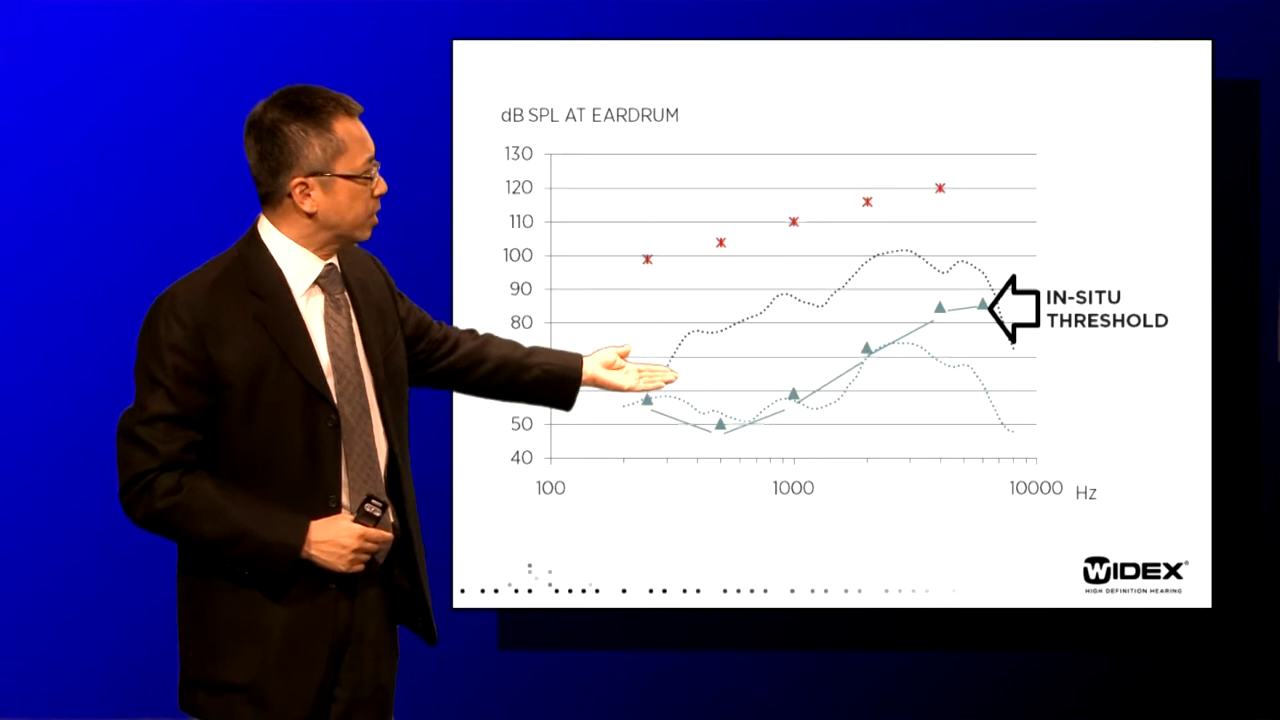 dB SPL AT EARDRUM
130
120
110
100
90
80
50
40
100
1000
10000
Hz
IN-SITU
THRESHOLD
WIDEX
HIGH DEFINITION HEARING